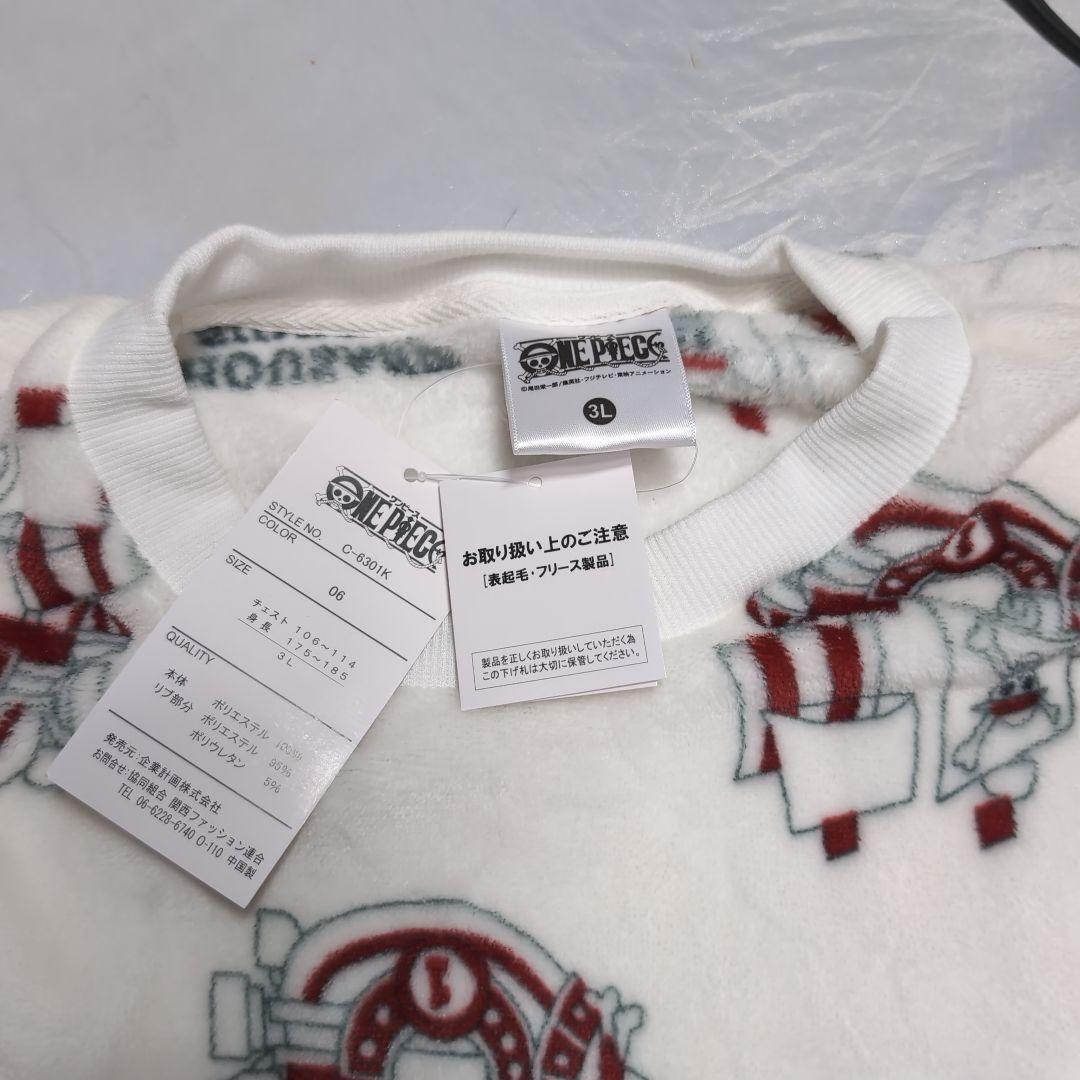 ONE PIECE
©尾田栄一郎/集英社・フジテレビ・東映アニメーション
3L
ワンピース
ONE PIECE
STYLE NO. C-6301K
COLOR 06
SIZE
チェスト 106~114
身長 175~185
3L
QUALITY
本体 ポリエステル 100%
リブ部分 ポリエステル 95%
ポリウレタン 5%
発売元:企業計画株式会社
お問合せ:協同組合 関西ファッション連合
TEL 06-6228-6740 O-110 中国製
お取り扱い上のご注意
[表起毛・フリース製品]
製品を正しくお取り扱いしていただく為
この下げ札は大切に保管してください。